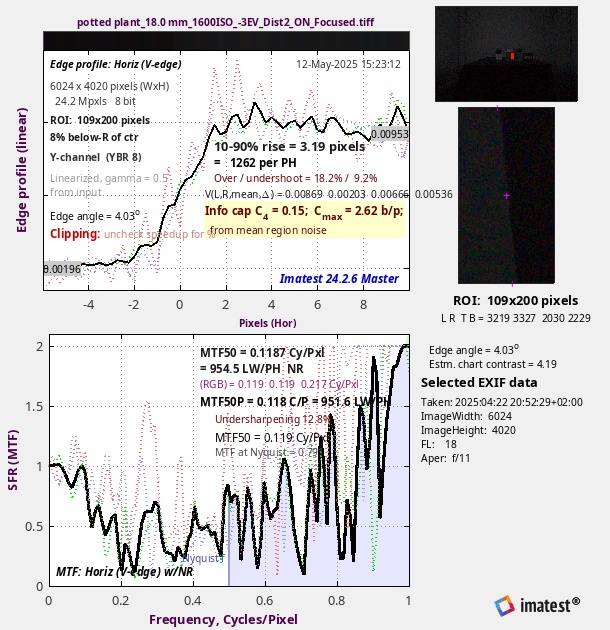 potted plant_18.0 mm_1600ISO_-3EV_Dist2_ON_Focused.tiff
Edge profile: Horiz (V-edge)
12-May-2025 15:23:12
6024 x 4020 pixels (WxH)
24.2 Mpxls 8 bit
ROI: 109x200 pixels
8% below-R of ctr
Y-channel (YBR 8)
Linearized, gamma = 0.5
from input
Edge angle = 4.03o
Clipping: uncheck speedup for %
0.00953
10-90% rise = 3.19 pixels
= 1262 per PH
Over / undershoot = 18.2% / 9.2%
V(L,R,mean,Δ) = 0.00869 0.00203 0.00666 0.00536
Info cap C4 = 0.15; Cmax = 2.62 b/p;
from mean region noise
0.00196
Imatest 24.2.6 Master
Edge profile (linear)
-4 -2 0 2 4 6 8
Pixels (Hor)
ROI: 109x200 pixels
L R T B = 3219 3327 2030 2229
Edge angle = 4.03o
Estm. chart contrast = 4.19
Selected EXIF data
Taken: 2025:04:22 20:52:29+02:00
ImageWidth: 6024
ImageHeight: 4020
FL: 18
Aper: f/11
MTF50 = 0.1187 Cy/Pxl
= 954.5 LW/PH NR
(RGB) = 0.119 0.119 0.217 Cy/Pxl
MTF50P = 0.118 C/P = 951.6 LW/PH
Undersharpening 12.8%
MTF50 = 0.119 Cy/Pxl
MTF at Nyquist =
Nyquist
MTF: Horiz (V-edge) w/NR
SFR (MTF)
2
1.5
1
0.5
0
0 0.2 0.4 0.6 0.8 1
Frequency, Cycles/Pixel
imatest®